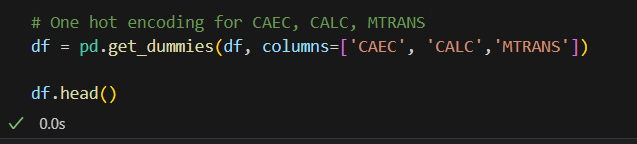 # One hot encoding for CAEC, CALC, MTRANS
df = pd.get_dummies(df, columns=['CAEC', 'CALC','MTRANS'])
df.head()
0.0s